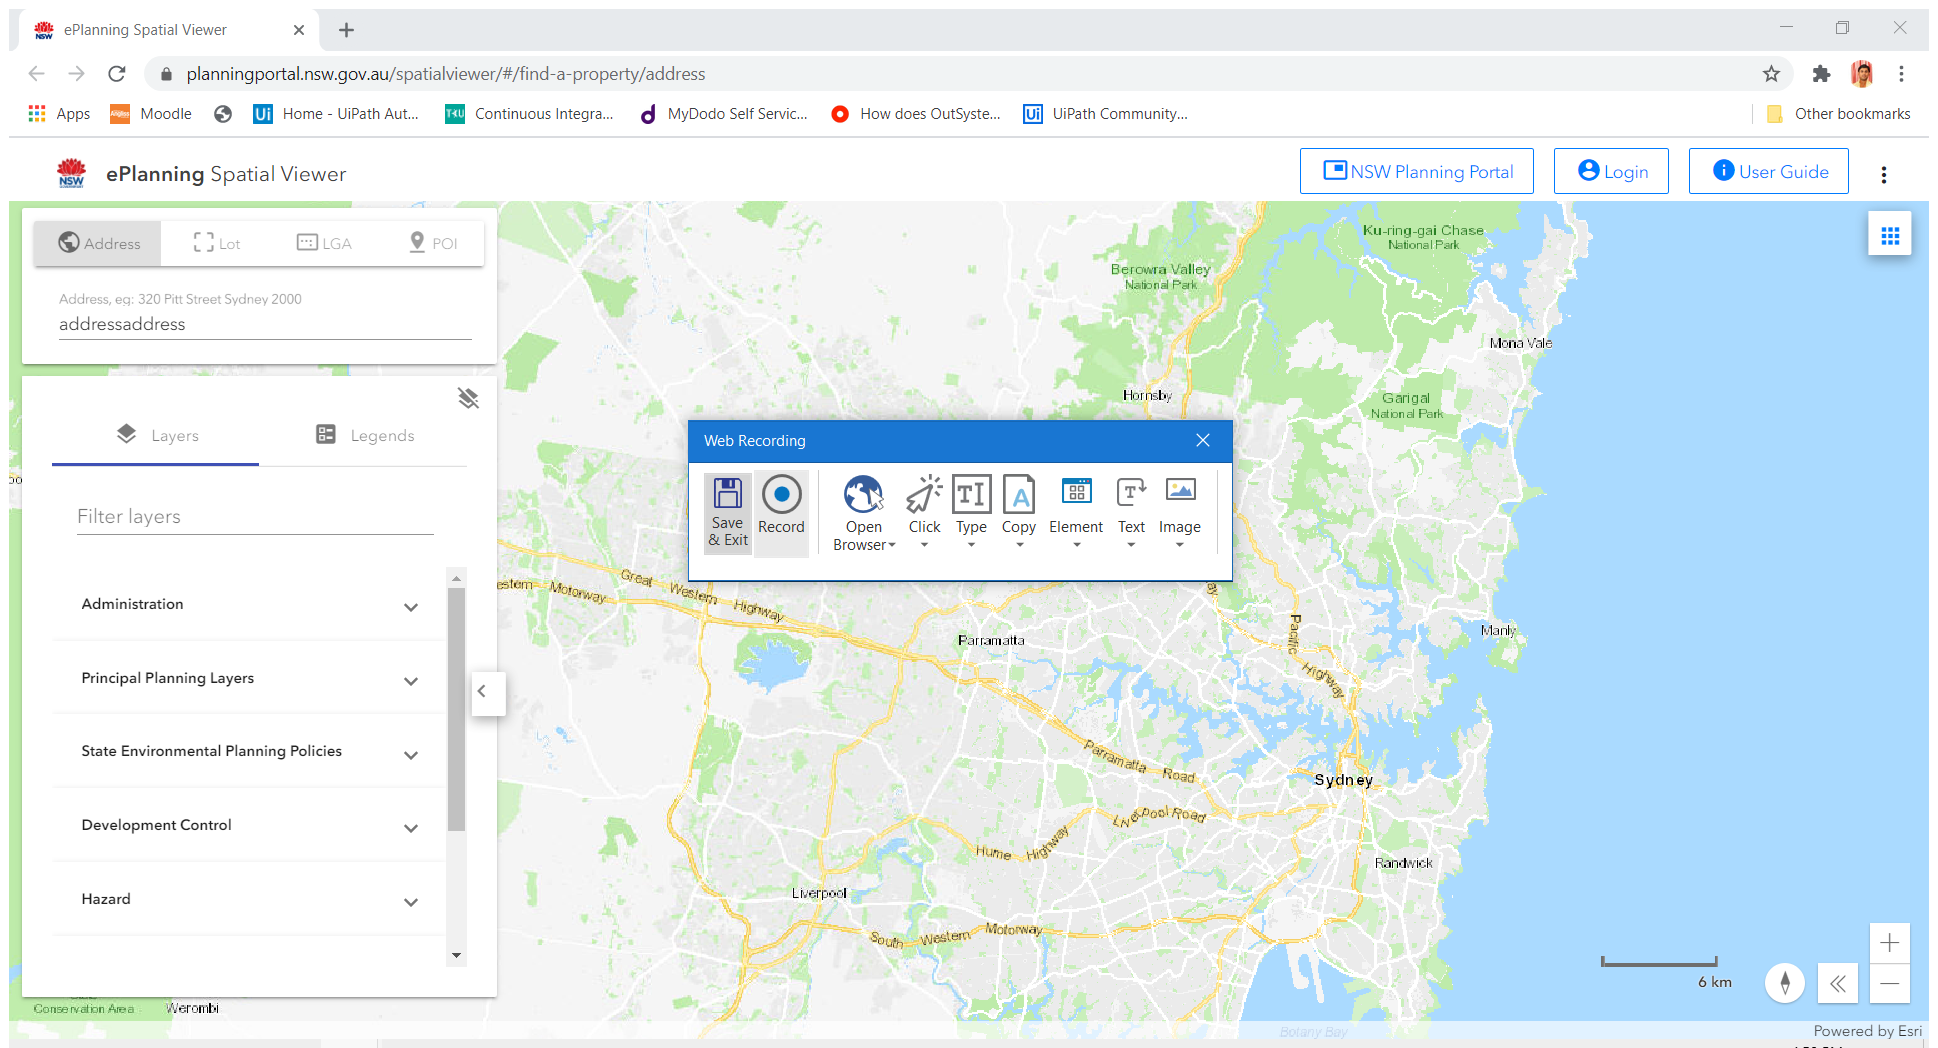 ePlanning Spatial Viewer
planningportal.nsw.gov.au/spatialviewer/#/find-a-property/address
Apps Moodle Home - UiPath Aut... Continuous Integra... MyDodo Self Servic... How does OutSyste... UiPath Community... Other bookmarks
NSW ePlanning Spatial Viewer NSW Planning Portal Login User Guide
Address Lot LGA POI
Address, eg: 320 Pitt Street Sydney 2000
addressaddress
Layers Legends
Filter layers
Administration
Principal Planning Layers
State Environmental Planning Policies
Development Control
Hazard
Web Recording
Save & Exit
Record
Open Browser
Click
Type
Copy
Element
Text
Image
Ku-ring-gai Chase
National Park
Berowra Valley
National Park
Mona Vale
Hornsby
Garigal
National Park
Great Western Highway
estern Motorway
Parramatta
Pacific Highway
Manly
Parramatta Road
Sydney
Liverpool Road
Hume Highway
Randwick
Liverpool
South Western Motorway
6 km
Conservation Area
Werombi
Botany Bay
Powered by Esri